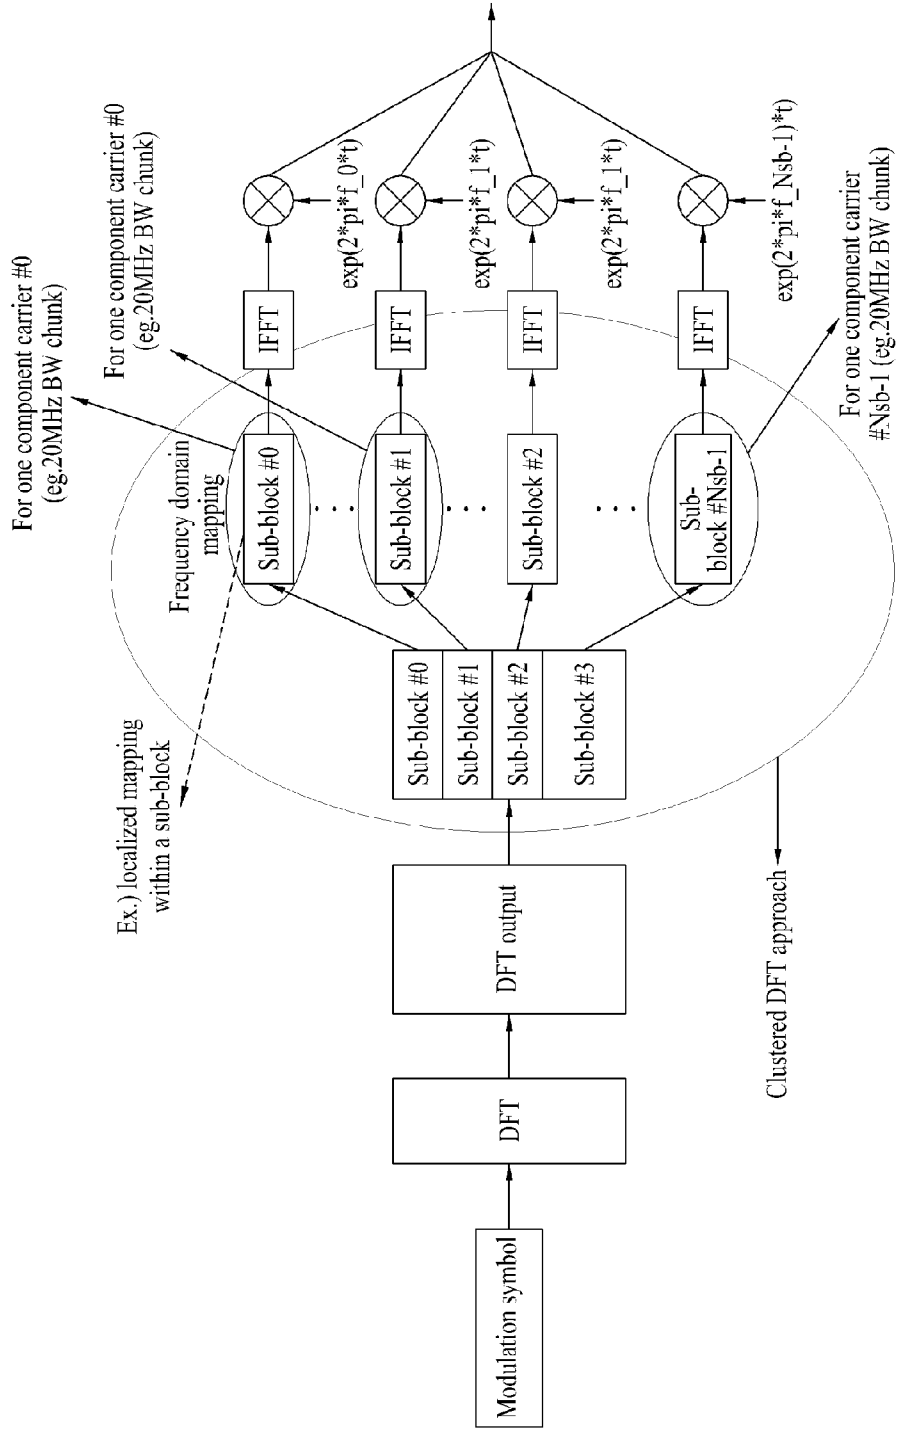 Modulation symbol
DFT
DFT output
Sub-block #0
Sub-block #1
Sub-block #2
Sub-block #3
Ex.) localized mapping
within a sub-block
Frequency domain
mapping
For one component carrier #0
(eg.20MHz BW chunk)
For one component carrier #0
(eg.20MHz BW chunk)
Sub-block #0
IFFT
exp(2*pi*f_0*t)
Sub-block #1
IFFT
exp(2*pi*f_1*t)
Sub-block #2
IFFT
exp(2*pi*f_1*t)
Sub-
block #Nsb-1
IFFT
exp(2*pi*f_Nsb-1)*t)
For one component carrier
#Nsb-1 (eg.20MHz BW chunk)
Clustered DFT approach